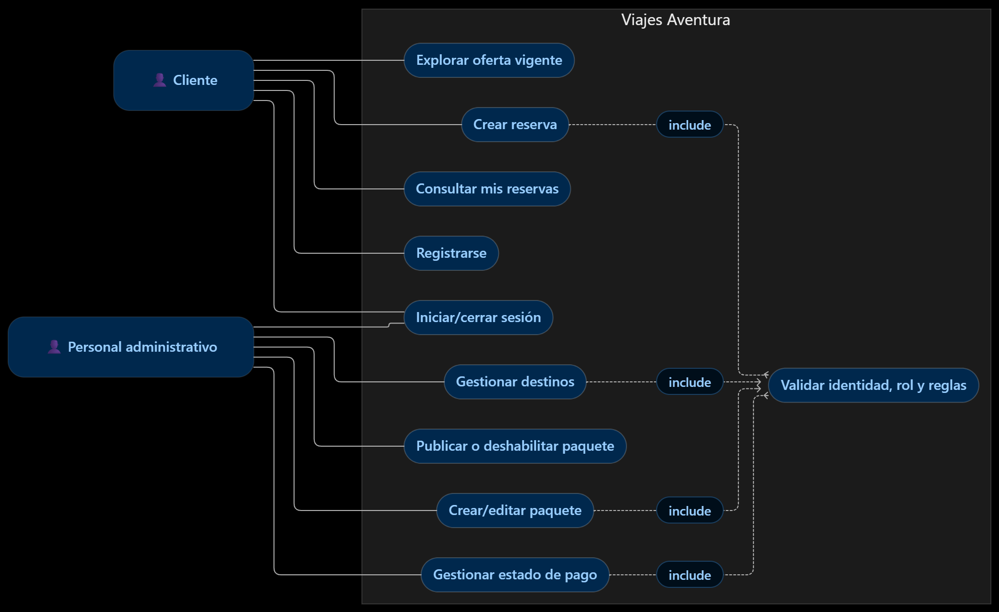 Viajes Aventura
Cliente
Explorar oferta vigente
Crear reserva
include
Consultar mis reservas
Registrarse
Iniciar/cerrar sesión
Personal administrativo
Gestionar destinos
include
Validar identidad, rol y reglas
Publicar o deshabilitar paquete
Crear/editar paquete
include
Gestionar estado de pago
include